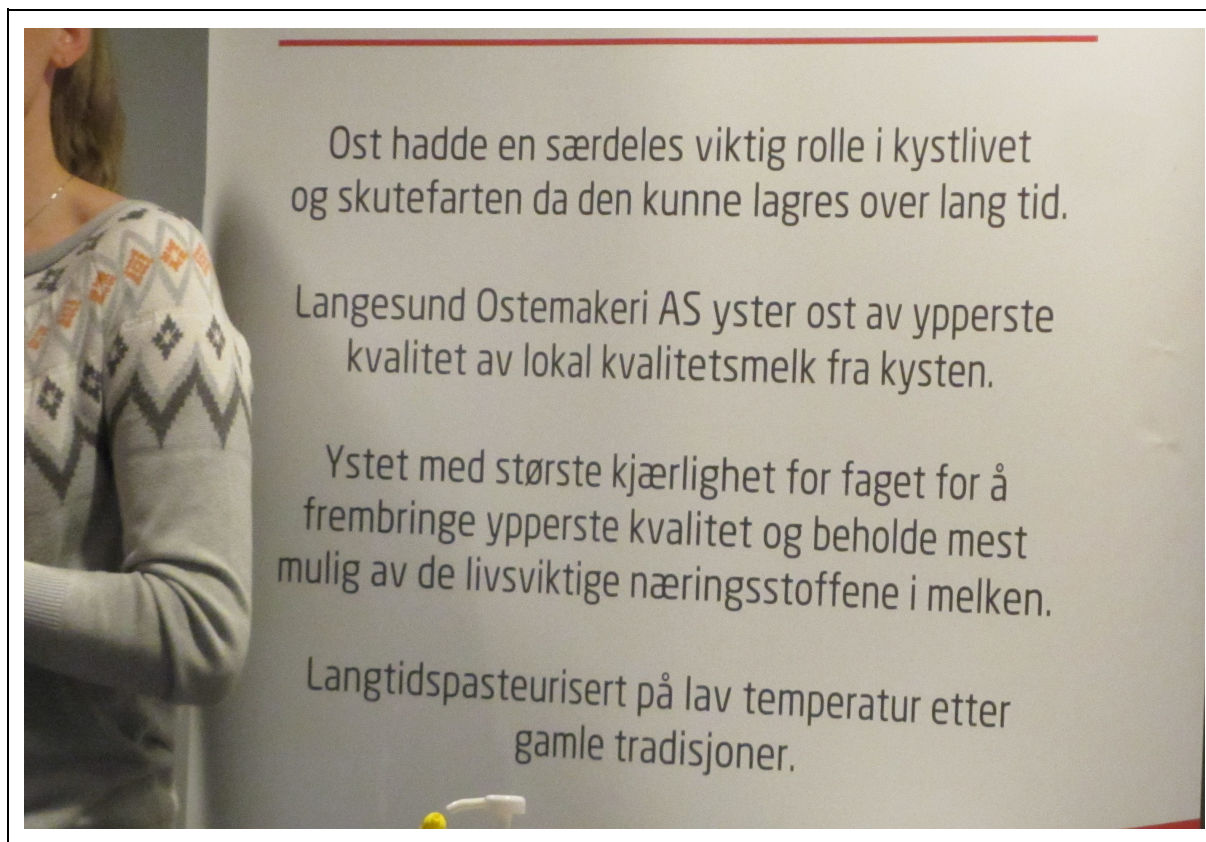 Ost hadde en særdeles viktig rolle i kystlivet
og skutefarten da den kunne lagres over lang tid.
Langesund Ostemakeri AS yster ost av ypperste
kvalitet av lokal kvalitetsmelk fra kysten.
Ystet med største kjærlighet for faget for å
frembringe ypperste kvalitet og beholde mest
mulig av de livsviktige næringsstoffene i melken.
Langtidspasteurisert på lav temperatur etter
gamle tradisjoner.